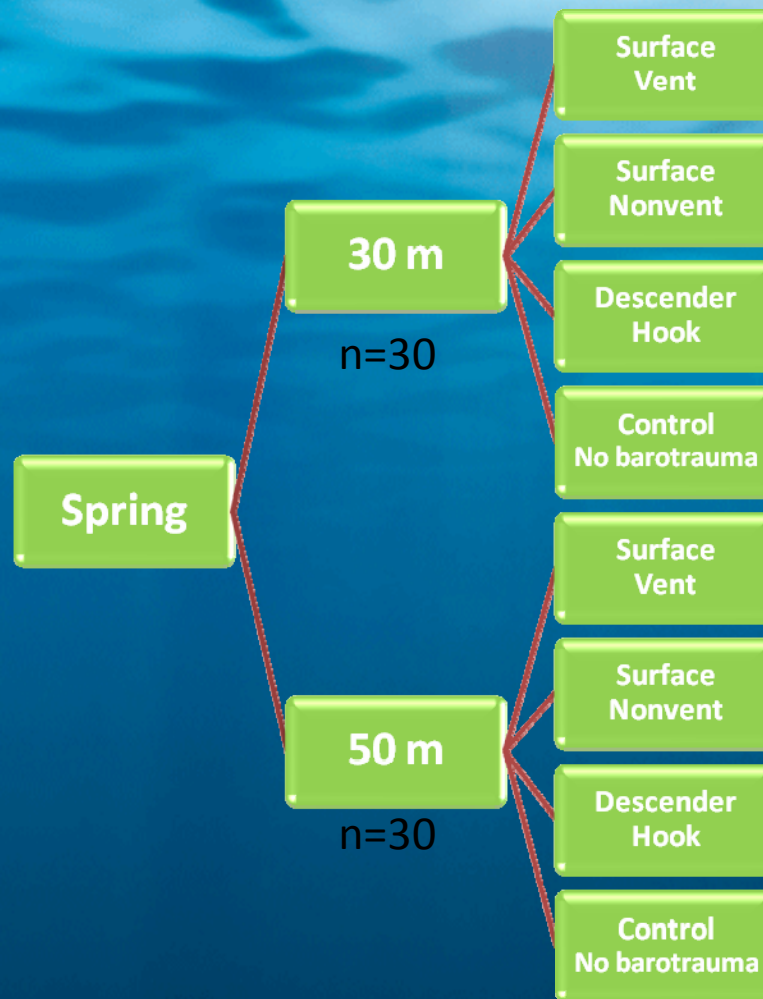 Spring
30 m
n=30
Surface
Vent
Surface
Nonvent
Descender
Hook
Control
No barotrauma
50 m
n=30
Surface
Vent
Surface
Nonvent
Descender
Hook
Control
No barotrauma